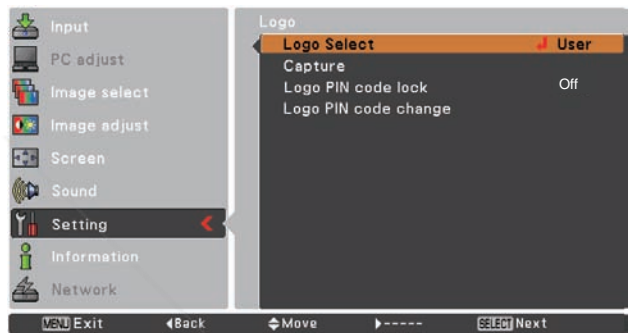 Input
PC adjust
Image select
Image adjust
Screen
Sound
Setting
Information
Network
Logo
Logo Select User
Capture
Logo PIN code lock Off
Logo PIN code change
MENU Exit Back Move ----- SELECT Next